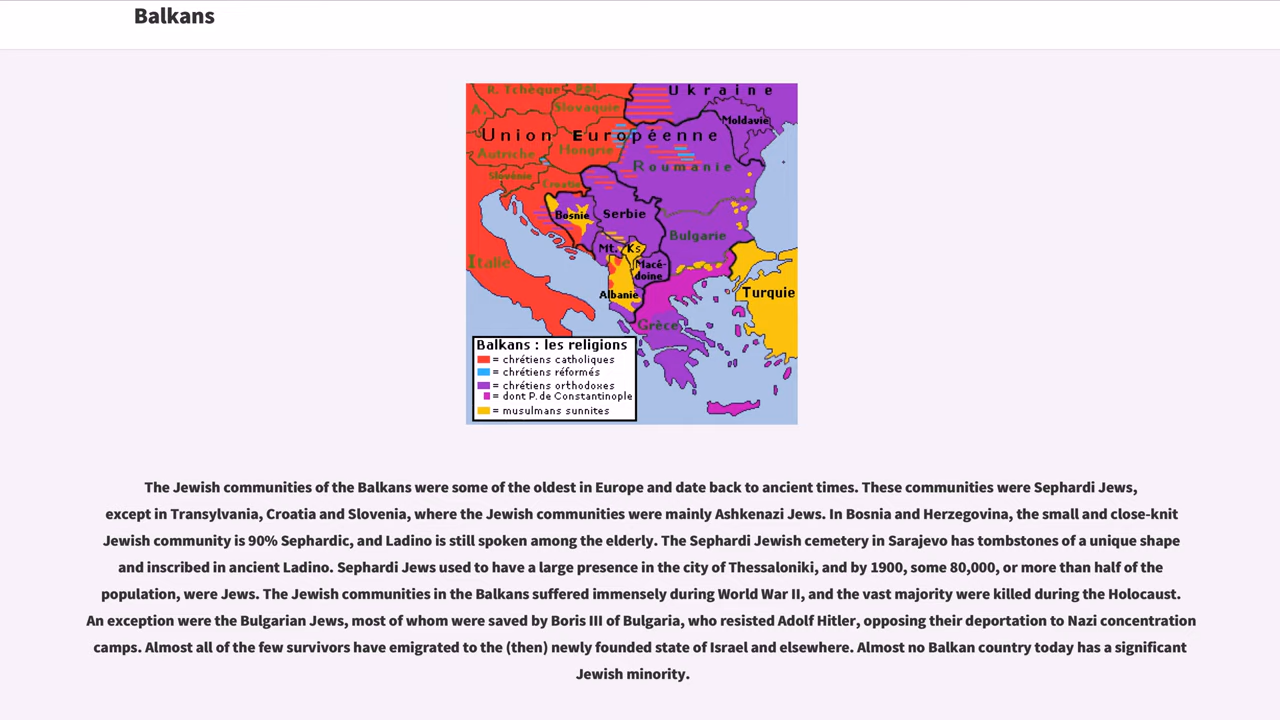 Balkans
R. Tchèque
Pol.
Ukraine
A.
Slovaquie
Moldavie
Union Européenne
Autriche
Hongrie
Roumanie
Slovénie
Croatie
Bosnie
Serbie
Bulgarie
Mt.
Ks
Italie
Macé-
doine
Albanie
Turquie
Grèce
Balkans : les religions
= chrétiens catholiques
= chrétiens réformés
= chrétiens orthodoxes
= dont P. de Constantinople
= musulmans sunnites
The Jewish communities of the Balkans were some of the oldest in Europe and date back to ancient times. These communities were Sephardi Jews,
except in Transylvania, Croatia and Slovenia, where the Jewish communities were mainly Ashkenazi Jews. In Bosnia and Herzegovina, the small and close-knit
Jewish community is 90% Sephardic, and Ladino is still spoken among the elderly. The Sephardi Jewish cemetery in Sarajevo has tombstones of a unique shape
and inscribed in ancient Ladino. Sephardi Jews used to have a large presence in the city of Thessaloniki, and by 1900, some 80,000, or more than half of the
population, were Jews. The Jewish communities in the Balkans suffered immensely during World War II, and the vast majority were killed during the Holocaust.
An exception were the Bulgarian Jews, most of whom were saved by Boris III of Bulgaria, who resisted Adolf Hitler, opposing their deportation to Nazi concentration
camps. Almost all of the few survivors have emigrated to the (then) newly founded state of Israel and elsewhere. Almost no Balkan country today has a significant
Jewish minority.